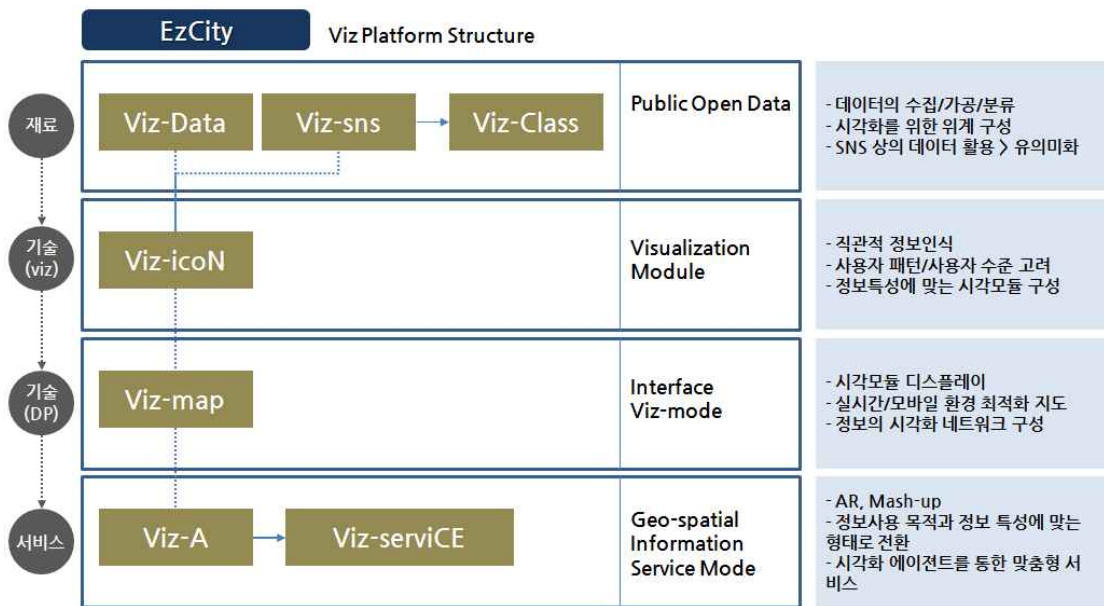 EzCity
Viz Platform Structure
재료
Viz-Data
Viz-sns
Viz-Class
Public Open Data
- 데이터의 수집/가공/분류
- 시각화를 위한 위계 구성
- SNS 상의 데이터 활용 > 유의미화
기술
(viz)
Viz-icoN
Visualization
Module
- 직관적 정보인식
- 사용자 패턴/사용자 수준 고려
- 정보특성에 맞는 시각모듈 구성
기술
(DP)
Viz-map
Interface
Viz-mode
- 시각모듈 디스플레이
- 실시간/모바일 환경 최적화 지도
- 정보의 시각화 네트워크 구성
서비스
Viz-A
Viz-serviCE
Geo-spatial
Information
Service Mode
- AR, Mash-up
- 정보사용 목적과 정보 특성에 맞는
형태로 전환
- 시각화 에이젼트를 통한 맞춤형 서
비스